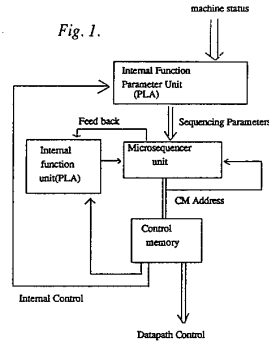 machine status
Fig. 1.
Internal Function
Parameter Unit
(PLA)
Sequencing Parameters
Feed back
Internal
function
unit(PLA)
Microsequencer
unit
CM Address
Control
memory
Internal Control
Datapath Control